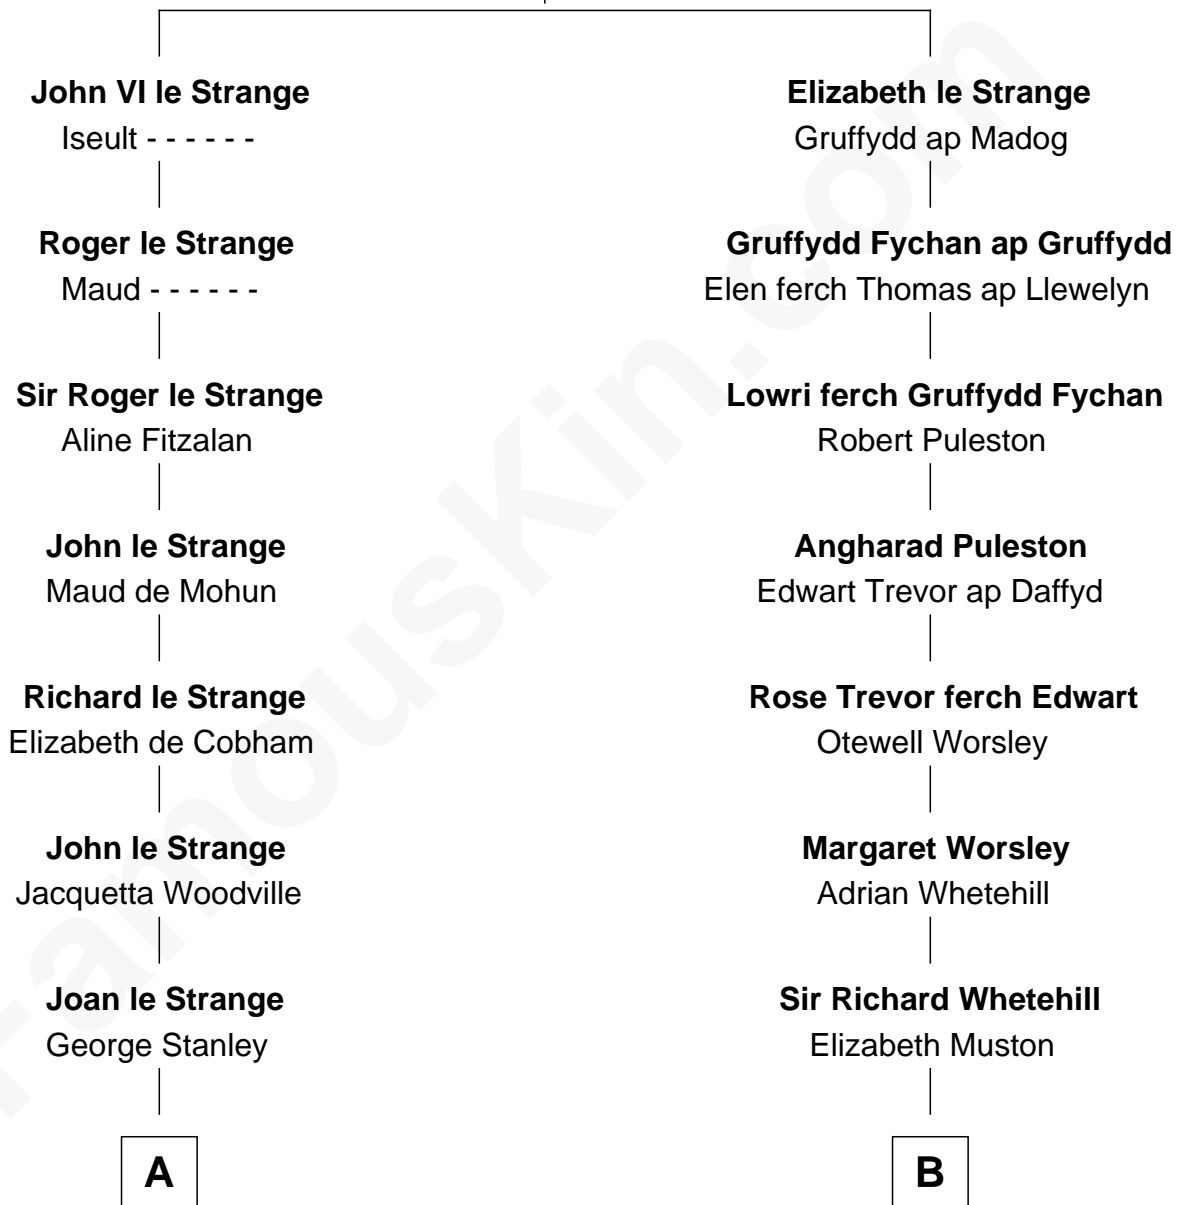 John VI le Strange
Iseult - - - - - -
Roger le Strange
Maud - - - - - -
Sir Roger le Strange
Aline Fitzalan
John le Strange
Maud de Mohun
Richard le Strange
Elizabeth de Cobham
John le Strange
Jacquetta Woodville
Joan le Strange
George Stanley
A
Elizabeth le Strange
Gruffydd ap Madog
Gruffydd Fychan ap Gruffydd
Elen ferch Thomas ap Llewelyn
Lowri ferch Gruffydd Fychan
Robert Puleston
Angharad Puleston
Edwart Trevor ap Daffyd
Rose Trevor ferch Edwart
Otewell Worsley
Margaret Worsley
Adrian Whetehill
Sir Richard Whetehill
Elizabeth Muston
B
FamousKin.com